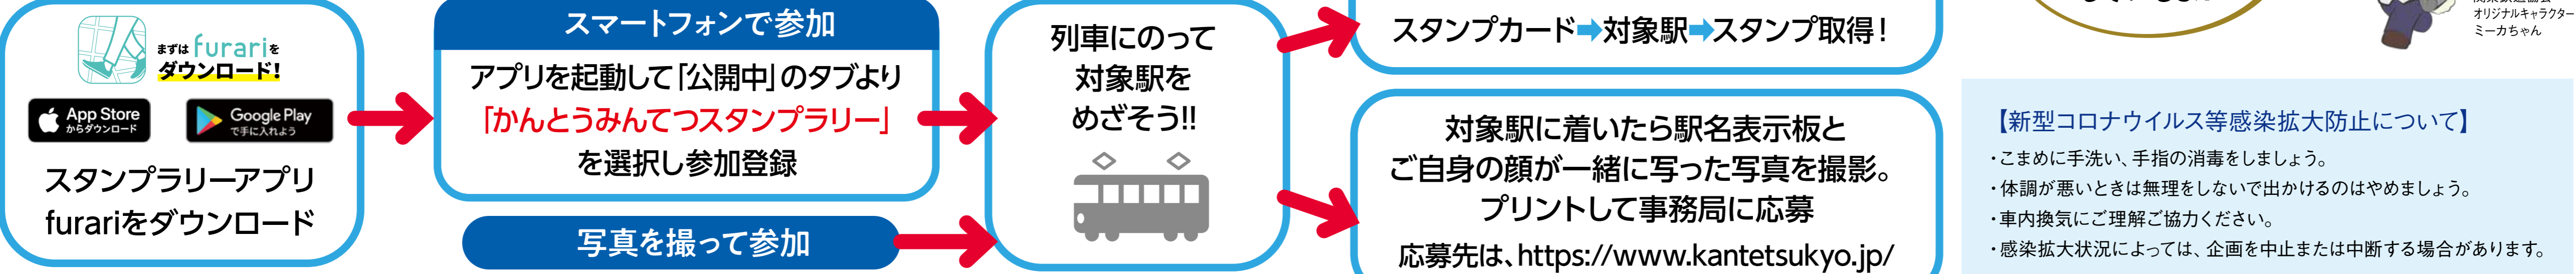 まずはfurariを
ダウンロード!
App Store
からダウンロード
Google Play
で手に入れよう
スタンプラリーアプリ
furariをダウンロード
スマートフォンで参加
アプリを起動して「公開中」のタブより
「かんとうみんてつスタンプラリー」
を選択し参加登録
写真を撮って参加
列車にのって
対象駅を
めざそう!!
スタンプカード➡対象駅➡スタンプ取得!
対象駅に着いたら駅名表示板と
ご自身の顔が一緒に写った写真を撮影。
プリントして事務局に応募
応募先は、https://www.kantetsukyo.jp/
オリジナルキャラクター
ミーカちゃん
【新型コロナウイルス等感染拡大防止について】
・こまめに手洗い、手指の消毒をしましょう。
・体調が悪いときは無理をしないで出かけるのはやめましょう。
・車内換気にご理解ご協力ください。
・感染拡大状況によっては、企画を中止または中断する場合があります。